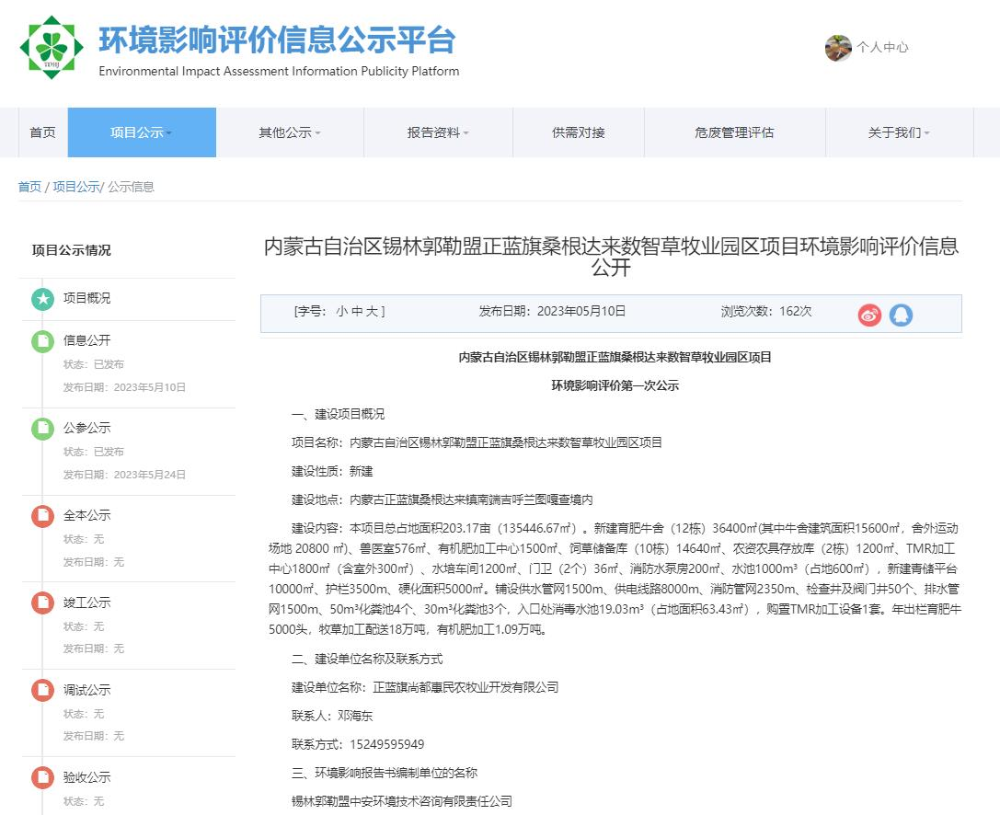 环境影响评价信息公示平台
Environmental Impact Assessment Information Publicity Platform
TDHJ
个人中心
首页
项目公示
其他公示
报告资料
供需对接
危废管理评估
关于我们
首页 / 项目公示/ 公示信息
项目公示情况
项目概况
信息公开
状态：已发布
发布日期：2023年5月10日
公参公示
状态：已发布
发布日期：2023年5月24日
全本公示
状态：无
发布日期：无
竣工公示
状态：无
发布日期：无
调试公示
状态：无
发布日期：无
验收公示
状态：无
内蒙古自治区锡林郭勒盟正蓝旗桑根达来数智草牧业园区项目环境影响评价信息
公开
[字号： 小 中 大 ]
发布日期：2023年05月10日
浏览次数：162次
内蒙古自治区锡林郭勒盟正蓝旗桑根达来数智草牧业园区项目
环境影响评价第一次公示
一、建设项目概况
项目名称：内蒙古自治区锡林郭勒盟正蓝旗桑根达来数智草牧业园区项目
建设性质：新建
建设地点：内蒙古正蓝旗桑根达来镇南端吉呼兰图嘎查境内
建设内容：本项目总占地面积203.17亩（135446.67㎡）。新建育肥牛舍（12栋）36400㎡(其中牛舍建筑面积15600㎡，舍外运动
场地 20800 ㎡)、兽医室576㎡、有机肥加工中心1500㎡、饲草储备库（10栋）14640㎡、农资农具存放库（2栋）1200㎡、TMR加工
中心1800㎡（含室外300㎡）、水培车间1200㎡、门卫（2个）36㎡、消防水泵房200㎡、水池1000m³（占地600㎡），新建青储平台
10000㎡、护栏3500m、硬化面积5000㎡。铺设供水管网1500m、供电线路8000m、消防管网2350m、检查井及阀门井50个、排水管
网1500m、50m³化粪池4个、30m³化粪池3个，入口处消毒水池19.03m³（占地面积63.43㎡），购置TMR加工设备1套。年出栏育肥牛
5000头，牧草加工配送18万吨，有机肥加工1.09万吨。
二、建设单位名称及联系方式
建设单位名称：正蓝旗尚都惠民农牧业开发有限公司
联系人：邓海东
联系方式：15249595949
三、环境影响报告书编制单位的名称
锡林郭勒盟中安环境技术咨询有限责任公司